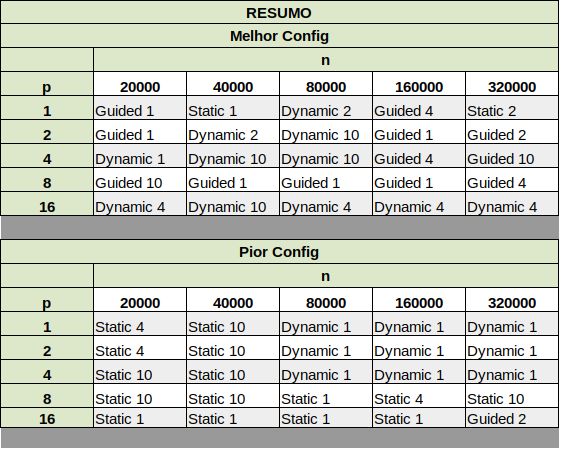 RESUMO
Melhor Config
n
p 20000 40000 80000 160000 320000
1 Guided 1 Static 1 Dynamic 2 Guided 4 Static 2
2 Guided 1 Dynamic 2 Dynamic 10 Guided 1 Guided 2
4 Dynamic 1 Dynamic 10 Dynamic 10 Guided 4 Guided 10
8 Guided 10 Guided 1 Guided 1 Guided 1 Guided 4
16 Dynamic 4 Dynamic 10 Dynamic 4 Dynamic 4 Dynamic 4
Pior Config
n
p 20000 40000 80000 160000 320000
1 Static 4 Static 10 Dynamic 1 Dynamic 1 Dynamic 1
2 Static 4 Static 10 Dynamic 1 Dynamic 1 Dynamic 1
4 Static 10 Static 10 Dynamic 1 Dynamic 1 Dynamic 1
8 Static 10 Static 10 Static 1 Static 4 Static 10
16 Static 1 Static 1 Static 1 Static 1 Guided 2